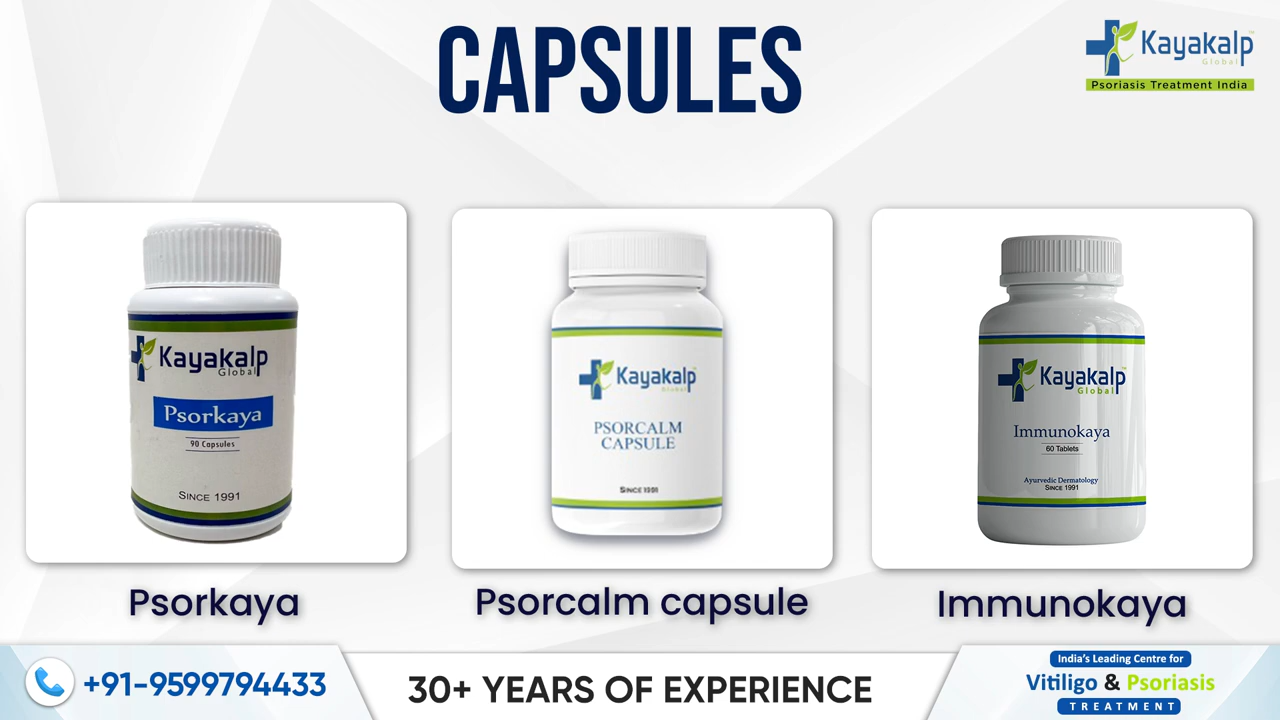 CAPSULES
Kayakalp
Global
Psoriasis Treatment India
Kayakalp
Global
Psorkaya
90 Capsules
SINCE 1991
Kayakalp
Global
PSORCALM
CAPSULE
SINCE 1991
Kayakalp
Global
Immunokaya
60 Tablets
Ayurvedic Dermatology
SINCE 1991
Psorkaya
Psorcalm capsule
Immunokaya
+91-9599794433
30+ YEARS OF EXPERIENCE
India's Leading Centre for
Vitiligo & Psoriasis
TREATMENT